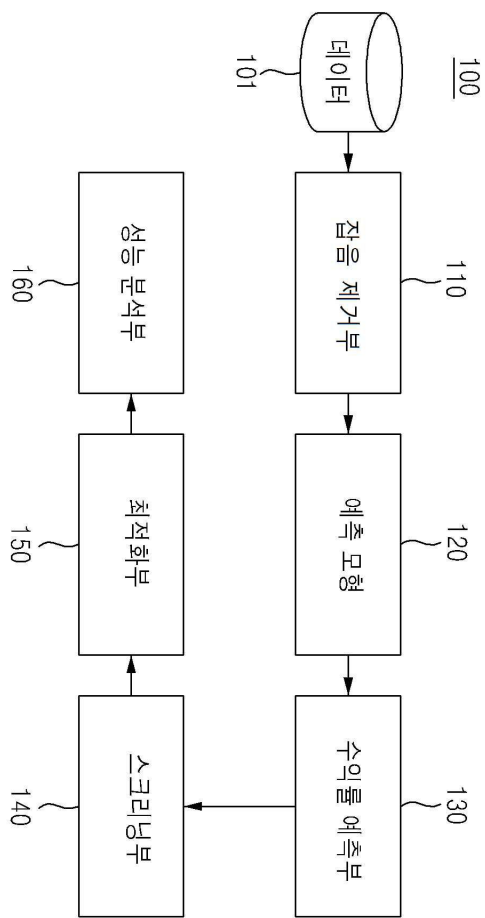 100
데이터
101
잡음 제거부
110
예측 모형
120
수익률 예측부
130
스크리닝부
140
최적화부
150
성능 분석부
160